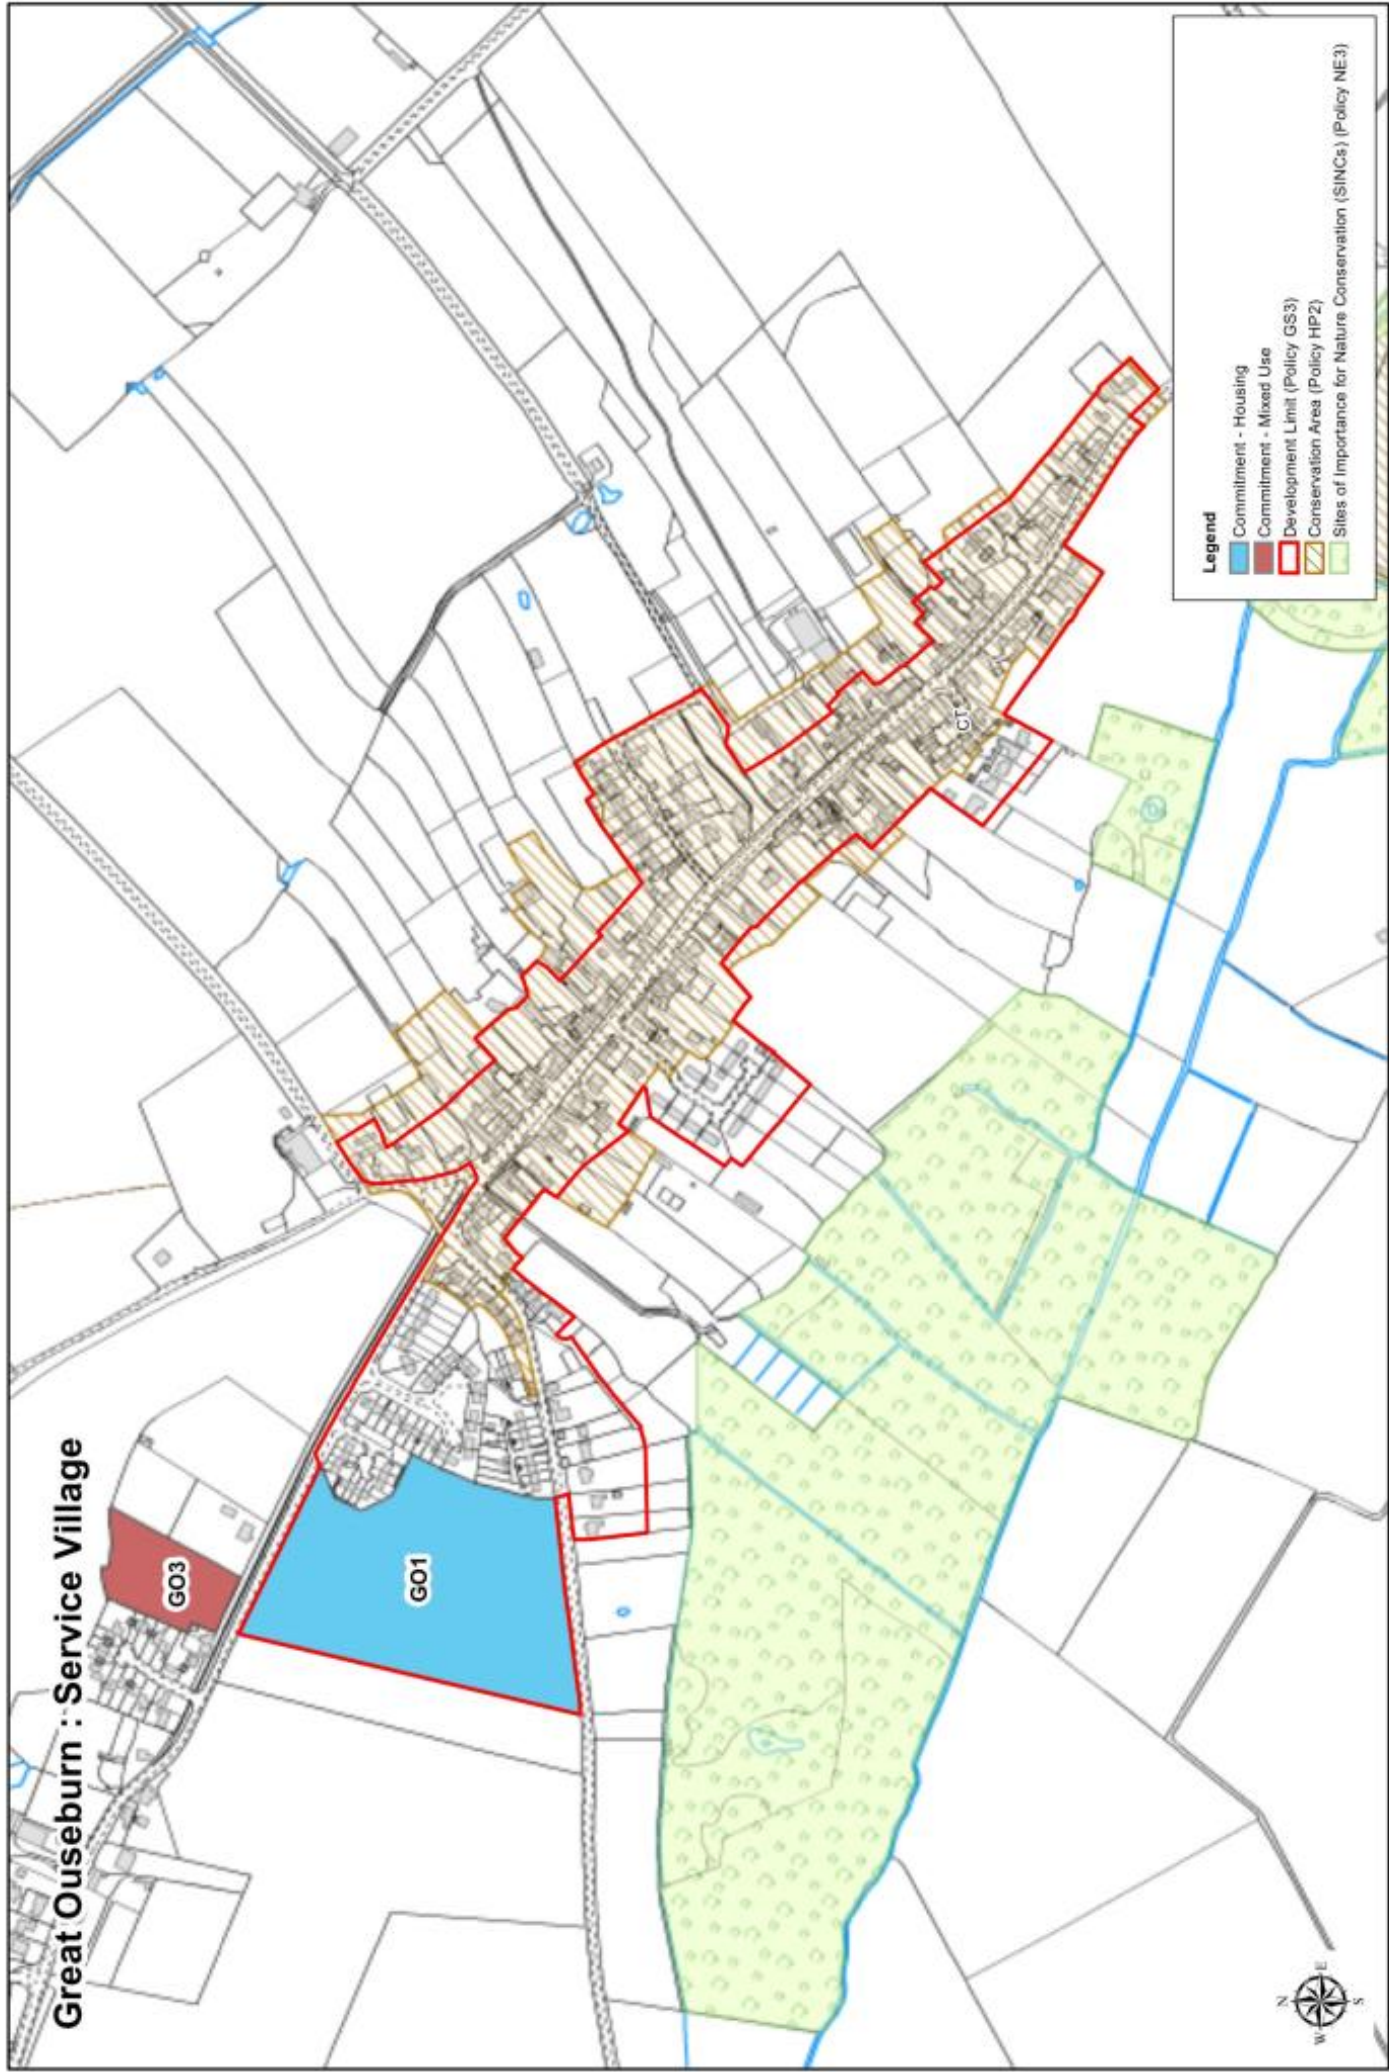 Great Ouseburn : Service Village
GO3
GO1
CT
Legend
Commitment - Housing
Commitment - Mixed Use
Development Limit (Policy GS3)
Conservation Area (Policy HP2)
Sites of Importance for Nature Conservation (SINCs) (Policy NE3)
N
W
E
S